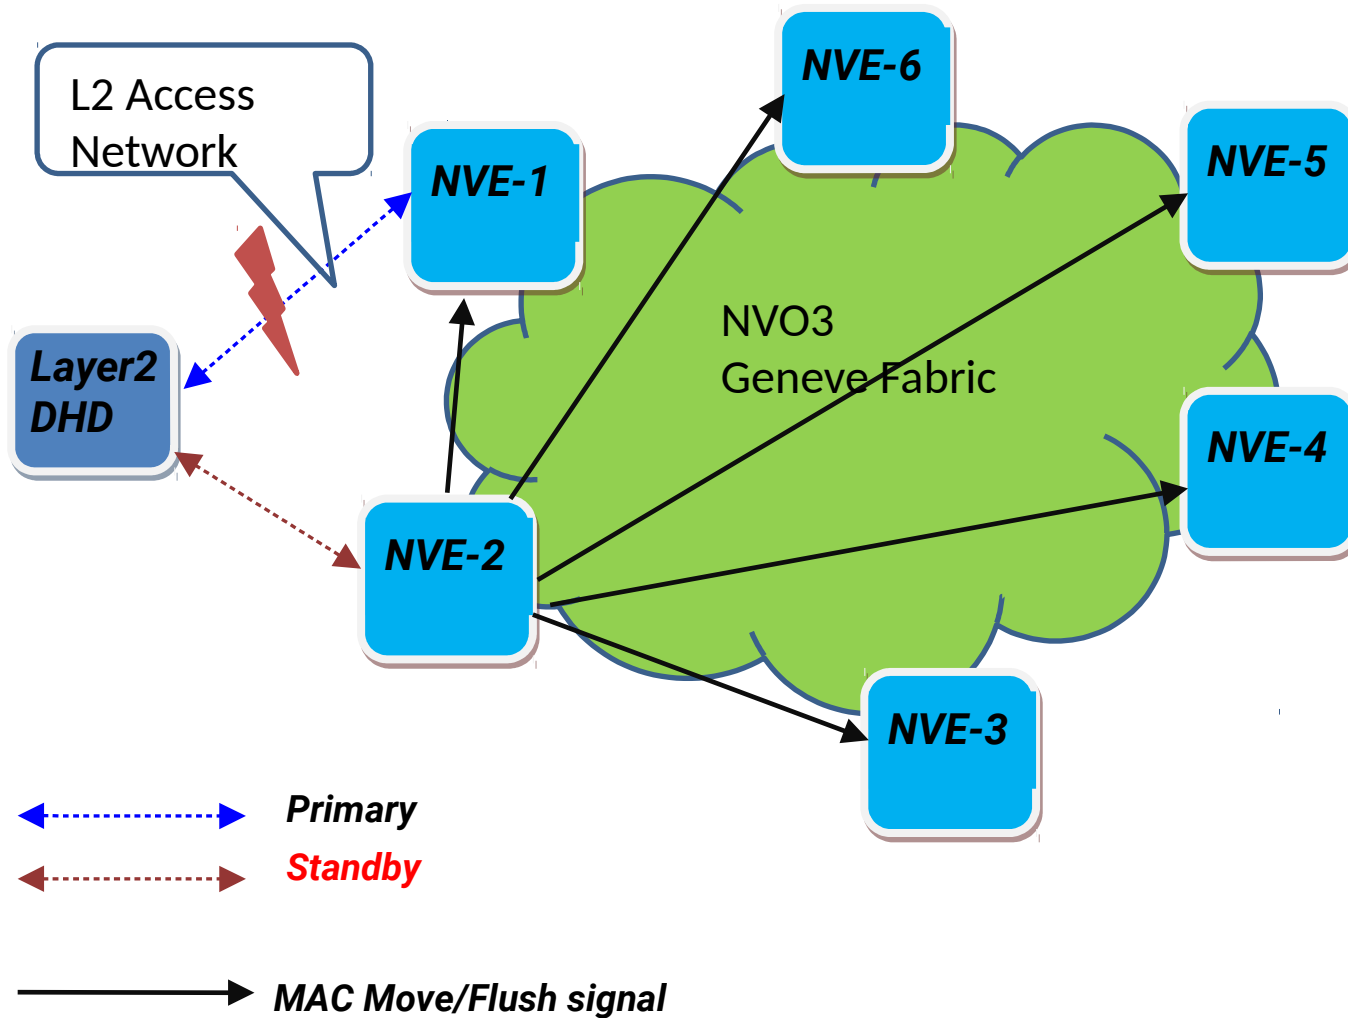 L2 Access
Network
NVE-6
NVE-1
NVE-5
NVO3
Geneve Fabric
Layer2
DHD
NVE-4
NVE-2
NVE-3
Primary
Standby
MAC Move/Flush signal